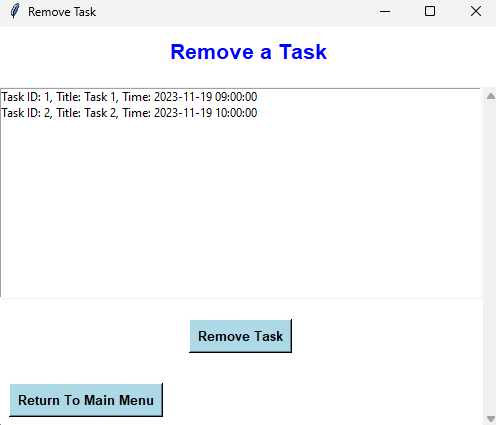 Remove Task
Remove a Task
Task ID: 1, Title: Task 1, Time: 2023-11-19 09:00:00
Task ID: 2, Title: Task 2, Time: 2023-11-19 10:00:00
Remove Task
Return To Main Menu